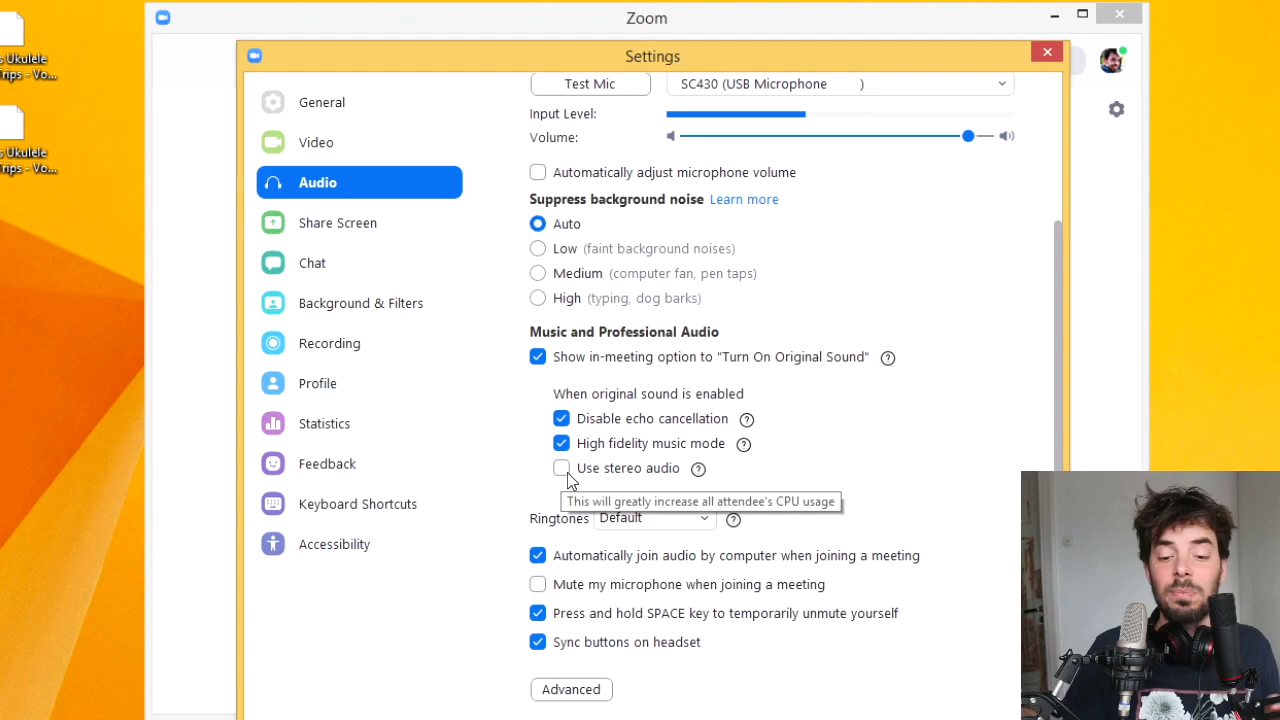 Zoom
s Ukulele
Trips - Vo...
s Ukulele
Trips - Vo...
Settings
General
Video
Audio
Share Screen
Chat
Background & Filters
Recording
Profile
Statistics
Feedback
Keyboard Shortcuts
Accessibility
Test Mic
SC430 (USB Microphone )
Input Level:
Volume:
Automatically adjust microphone volume
Suppress background noise Learn more
Auto
Low (faint background noises)
Medium (computer fan, pen taps)
High (typing, dog barks)
Music and Professional Audio
Show in-meeting option to "Turn On Original Sound" ?
When original sound is enabled
Disable echo cancellation ?
High fidelity music mode ?
Use stereo audio ?
This will greatly increase all attendee's CPU usage
Ringtones Default ?
Automatically join audio by computer when joining a meeting
Mute my microphone when joining a meeting
Press and hold SPACE key to temporarily unmute yourself
Sync buttons on headset
Advanced